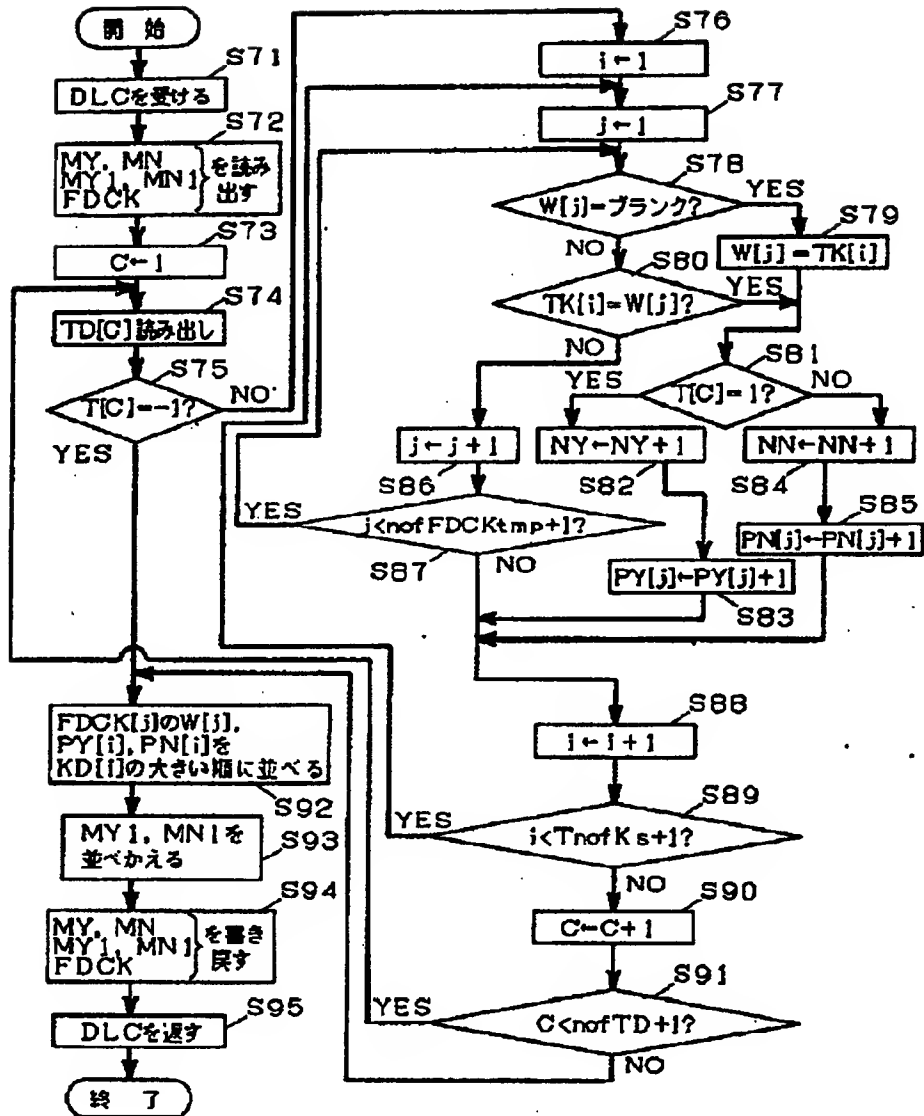 開 始
S71
DLCを受ける
S72
MY, MN
MY1, MN1
FDCK
を読み
出す
S73
C←1
S74
TD[C]読み出し
S75
T[C]=-1?
NO
YES
S76
i←1
S77
j←1
S78
W[j]=ブランク?
YES
NO
S79
W[j]=TK[i]
S80
TK[i]=W[j]?
YES
NO
S81
T[C]=1?
YES
NO
j←j+1
S86
NY←NY+1
S82
NN←NN+1
S84
j<nofFDCKtmp+1?
YES
NO
S87
S85
PN[j]←PN[j]+1
PY[j]←PY[j]+1
S83
S88
i←i+1
S89
i<TnofKs+1?
YES
NO
S90
C←C+1
S91
C<nofTD+1?
YES
NO
FDCK[j]のW[j],
PY[i], PN[i]を
KD[i]の大きい順に並べる
S92
MY1, MN1を
並べかえる
S93
S94
MY, MN
MY1, MN1
FDCK
を書き
戻す
S95
DLCを返す
終 了